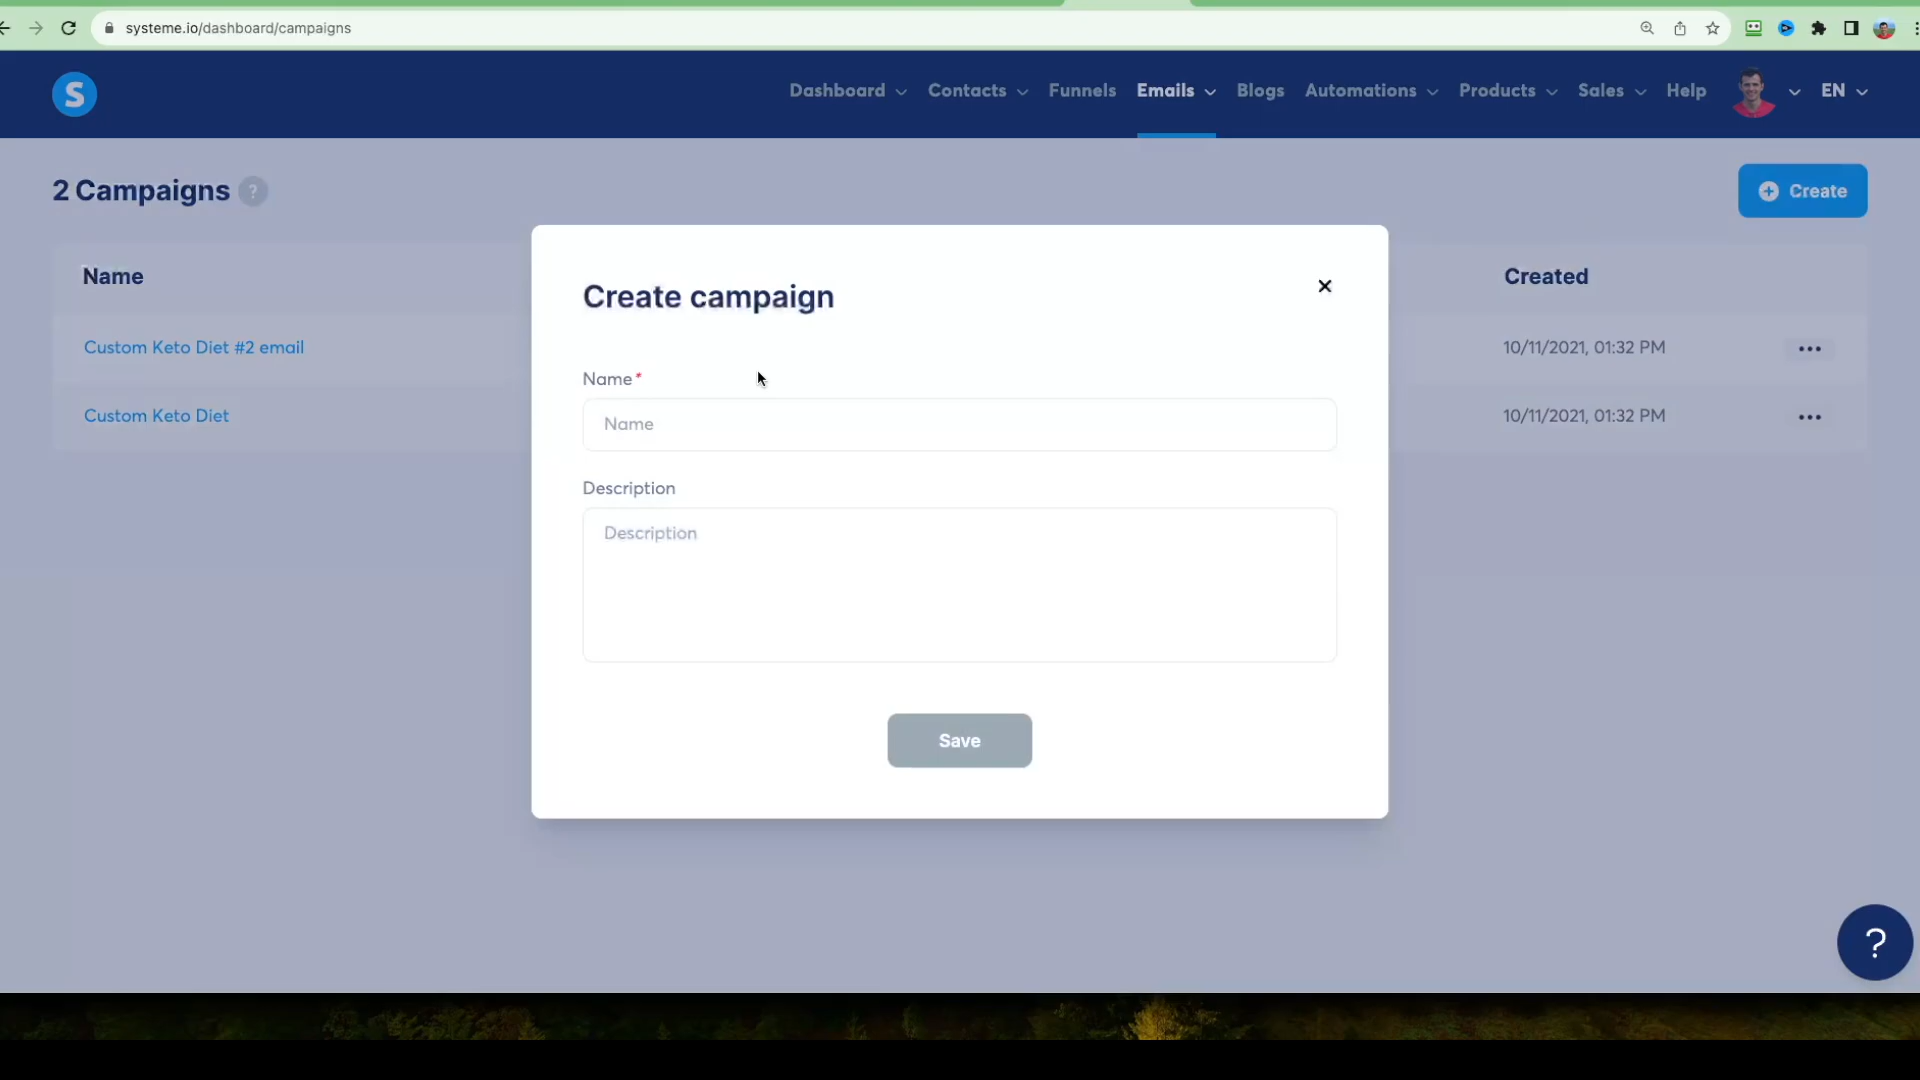 systeme.io/dashboard/campaigns
S
Dashboard Contacts Funnels Emails Blogs Automations Products Sales Help EN
2 Campaigns ?
Create
Name
Created
Custom Keto Diet #2 email
10/11/2021, 01:32 PM
Custom Keto Diet
10/11/2021, 01:32 PM
Create campaign
Name*
Name
Description
Description
Save
?